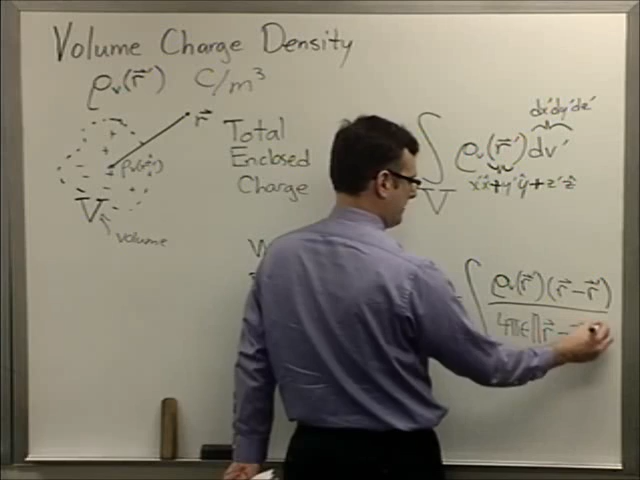 Volume Charge Density
ρᵥ(r⃗′) C/m³
r⃗
ρᵥ(r⃗′)
V
volume
Total
Enclosed
Charge
dx′dy′dz′
∫ ρᵥ(r⃗′) dv′
V
x′x̂+y′ŷ+z′ẑ
∫ ρᵥ(r⃗′)(r⃗−r⃗′)
4πε‖r⃗−